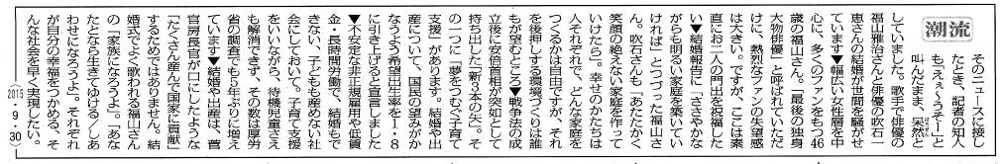 潮流
そのニュースに接し
たとき、記者の知人
も「えぇぇうそー」と
叫んだまま、呆然と
していました。歌手で俳優の
福山雅治さんと俳優の吹石一
恵さんの結婚が世間を騒がせ
ています▼幅広い女性層を中
心に、多くのファンをもつ46
歳の福山さん。「最後の独身
大物俳優」と呼ばれていただ
けに、熱烈なファンの失望感
は大きい。ですが、ここは素
直にお二人の門出を祝福した
い▼結婚報告に「ささやかな
がらも明るい家庭を築いてい
ければ」とつづった福山さ
ん。吹石さんも「あたたかく
笑顔の絶えない家庭を作って
いけたら」。幸せのかたちは
人それぞれで、どんな家庭を
つくるかは自由ですが、それ
を後押しする環境づくりは誰
もが望むところ▼戦争法の成
立後に安倍首相が突如として
持ち出した「新3本の矢」。そ
の一つに「夢をつむぐ子育て
支援」があります。結婚や出
産について、国民の望みがか
なうよう希望出生率を1・8
に引き上げると宣言しました
▼不安定な非正規雇用や低賃
金・長時間労働で、結婚もで
きない、子どもも産めない社
会にしておいて。子育て支援
をいいながら、待機児童さえ
も解消できず、その数は厚労
省の調査でも5年ぶりに増え
ています▼結婚や出産は、菅
官房長官が口にしたような
「たくさん産んで国家に貢献」
するためではありません。結
婚式でよく歌われる福山さん
の「家族になろうよ」。「あな
たとなら生きてゆける／しあ
わせになろうよ」。それぞれ
が自分の幸福をつかめる、そ
んな社会を早く実現したい。
2015・9・30